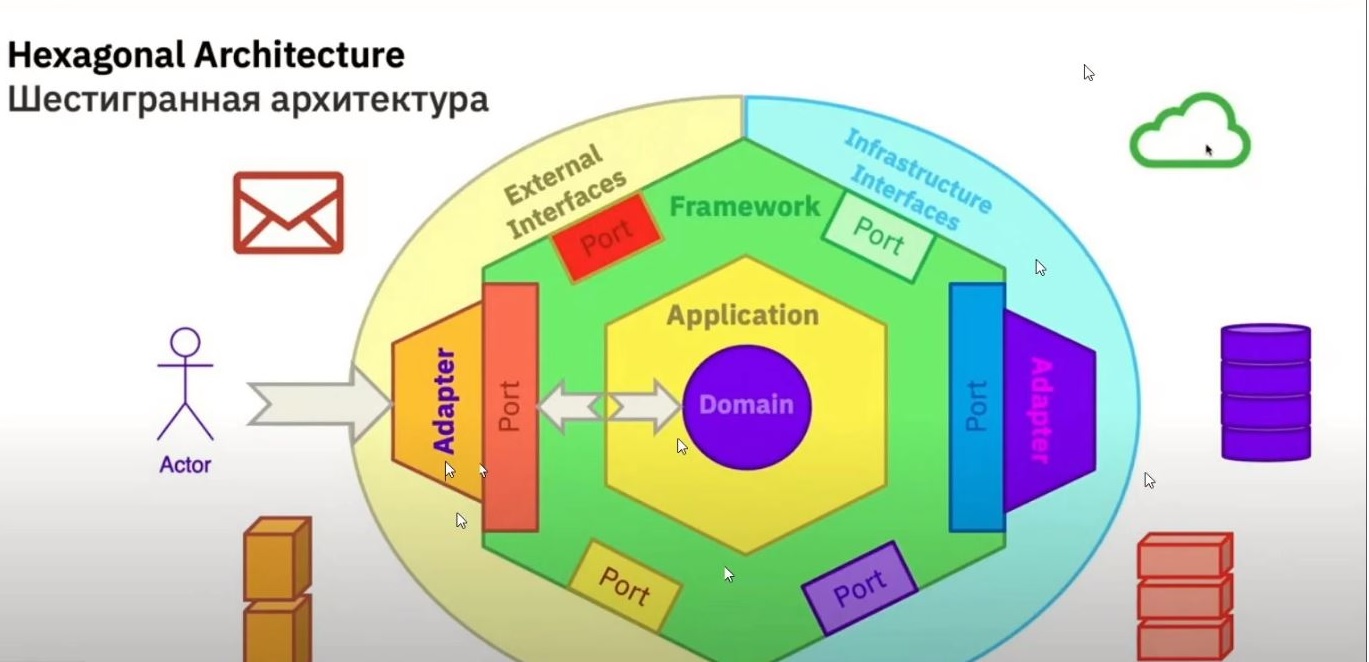 Hexagonal Architecture
Шестигранная архитектура
External
Interfaces
Infrastructure
Interfaces
Framework
Port
Port
Application
Adapter
Port
Domain
Port
Adapter
Actor
Port
Port